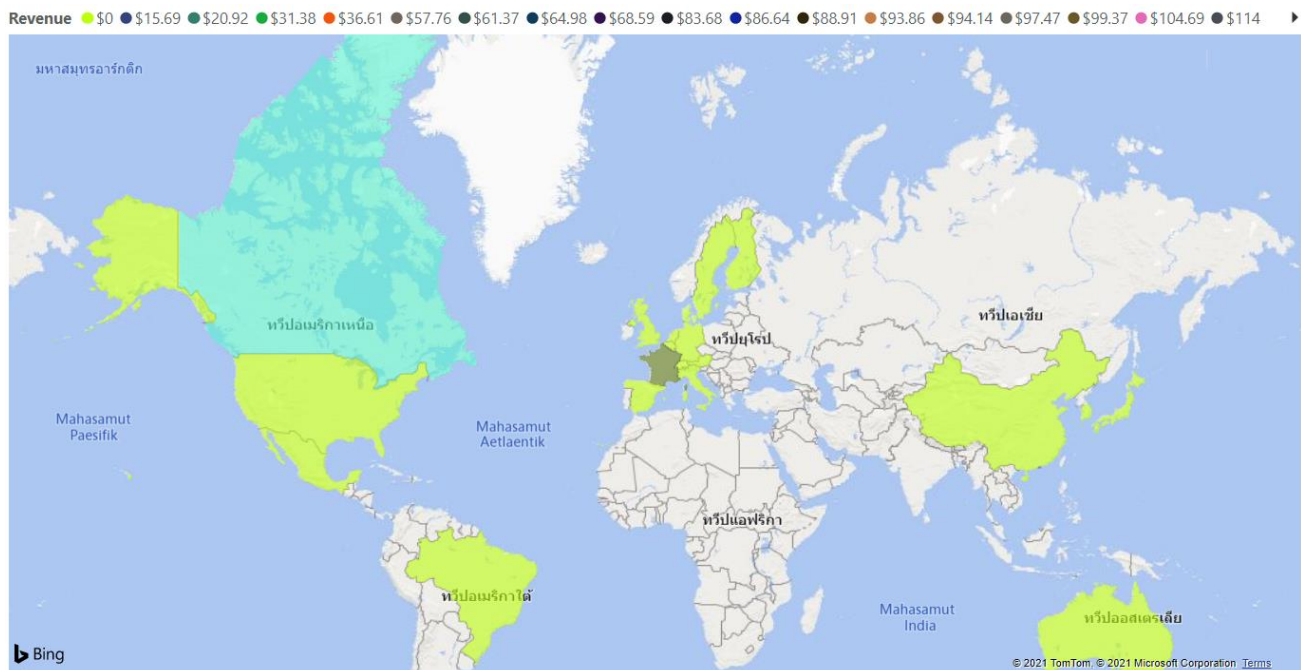 Revenue $0 $15.69 $20.92 $31.38 $36.61 $57.76 $61.37 $64.98 $68.59 $83.68 $86.64 $88.91 $93.86 $94.14 $97.47 $99.37 $104.69 $114
มหาสมุทรอาร์กติก
ทวีปอเมริกาเหนือ
ทวีปเอเชีย
ทวีปยุโรป
Mahasamut
Paesifik
Mahasamut
Aetlaentik
ทวีปแอฟริกา
ทวีปอเมริกาใต้
Mahasamut
India
ทวีปออสเตรเลีย
Bing
© 2021 TomTom, © 2021 Microsoft Corporation Terms